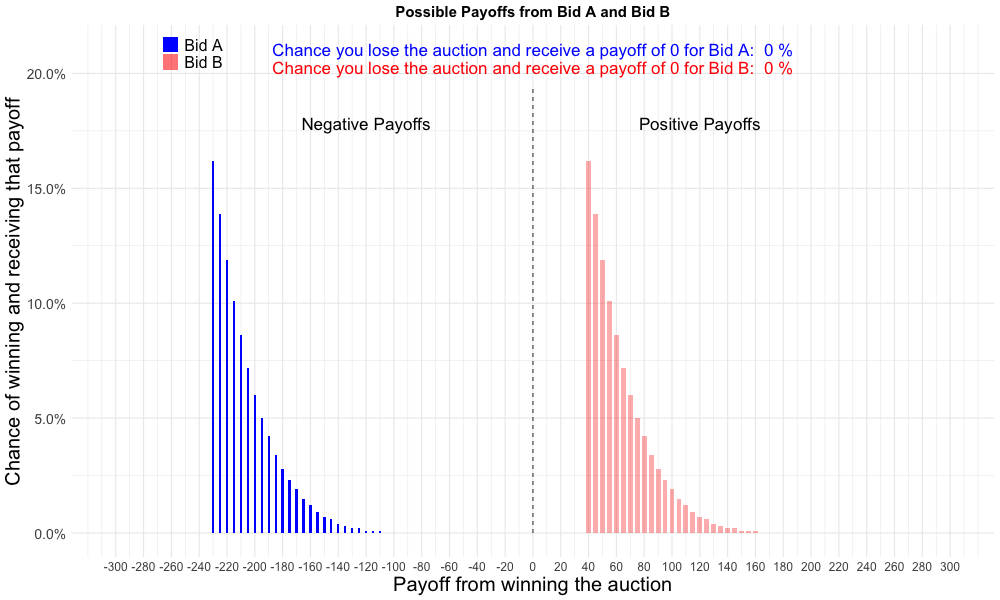 Possible Payoffs from Bid A and Bid B
Bid A
Bid B
Chance you lose the auction and receive a payoff of 0 for Bid A:  0 %
Chance you lose the auction and receive a payoff of 0 for Bid B:  0 %
Negative Payoffs
Positive Payoffs
Chance of winning and receiving that payoff
20.0%
15.0%
10.0%
5.0%
0.0%
-300 -280 -260 -240 -220 -200 -180 -160 -140 -120 -100 -80 -60 -40 -20 0 20 40 60 80 100 120 140 160 180 200 220 240 260 280 300
Payoff from winning the auction